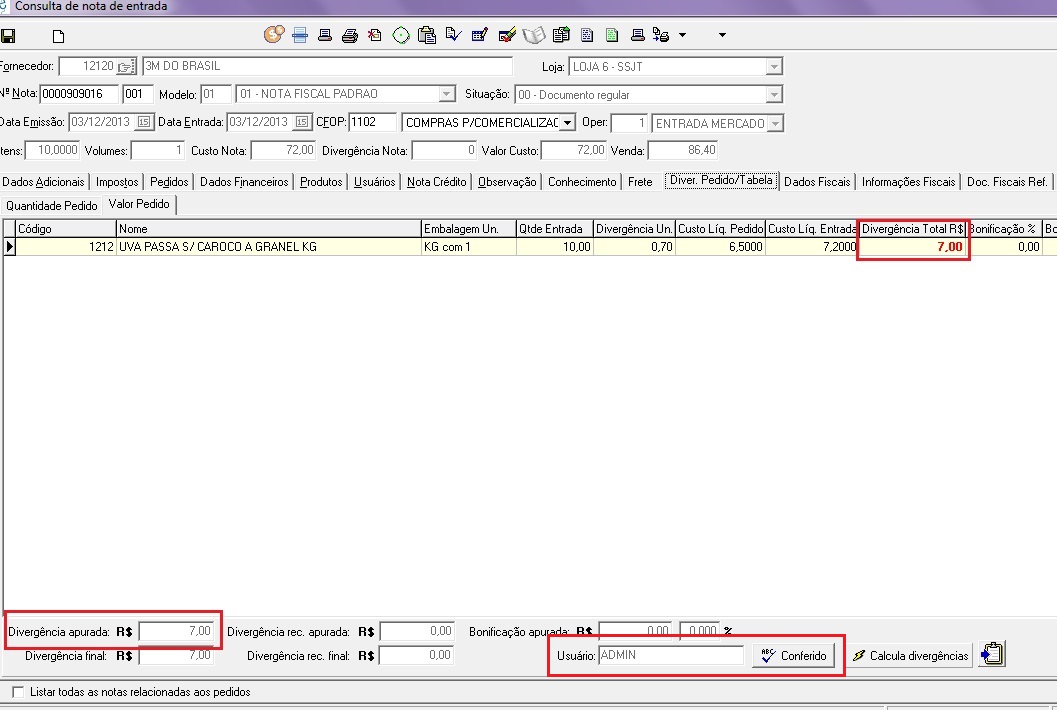 Consulta de nota de entrada
Fornecedor: 12120 3M DO BRASIL Loja: LOJA 6 - SSJT
Nº Nota: 0000909016 001 Modelo: 01 01 - NOTA FISCAL PADRAO Situação: 00 - Documento regular
Data Emissão: 03/12/2013 15 Data Entrada: 03/12/2013 15 CFOP: 1102 COMPRAS P/COMERCIALIZAC Oper: 1 ENTRADA MERCADO
tens: 10,0000 Volumes: 1 Custo Nota: 72,00 Divergência Nota: 0 Valor Custo: 72,00 Venda: 86,40
Dados Adicionais Impostos Pedidos Dados Financeiros Produtos Usuários Nota Crédito Observação Conhecimento Frete Diver. Pedido/Tabela Dados Fiscais Informações Fiscais Doc. Fiscais Ref.
Quantidade Pedido Valor Pedido
Código Nome Embalagem Un. Qtde Entrada Divergência Un. Custo Líq. Pedido Custo Líq. Entrada Divergência Total R$ Bonificação % Bo
1212 UVA PASSA S/ CAROCO A GRANEL KG KG com 1 10,00 0,70 6,5000 7,2000 7,00 0,00
Divergência apurada: R$ 7,00 Divergência rec. apurada: R$ 0,00 Bonificação apurada: R$ 0,00 0,000 %
Divergência final: R$ 7,00 Divergência rec. final: R$ 0,00 Usuário: ADMIN ABC Conferido Calcula divergências
Listar todas as notas relacionadas aos pedidos